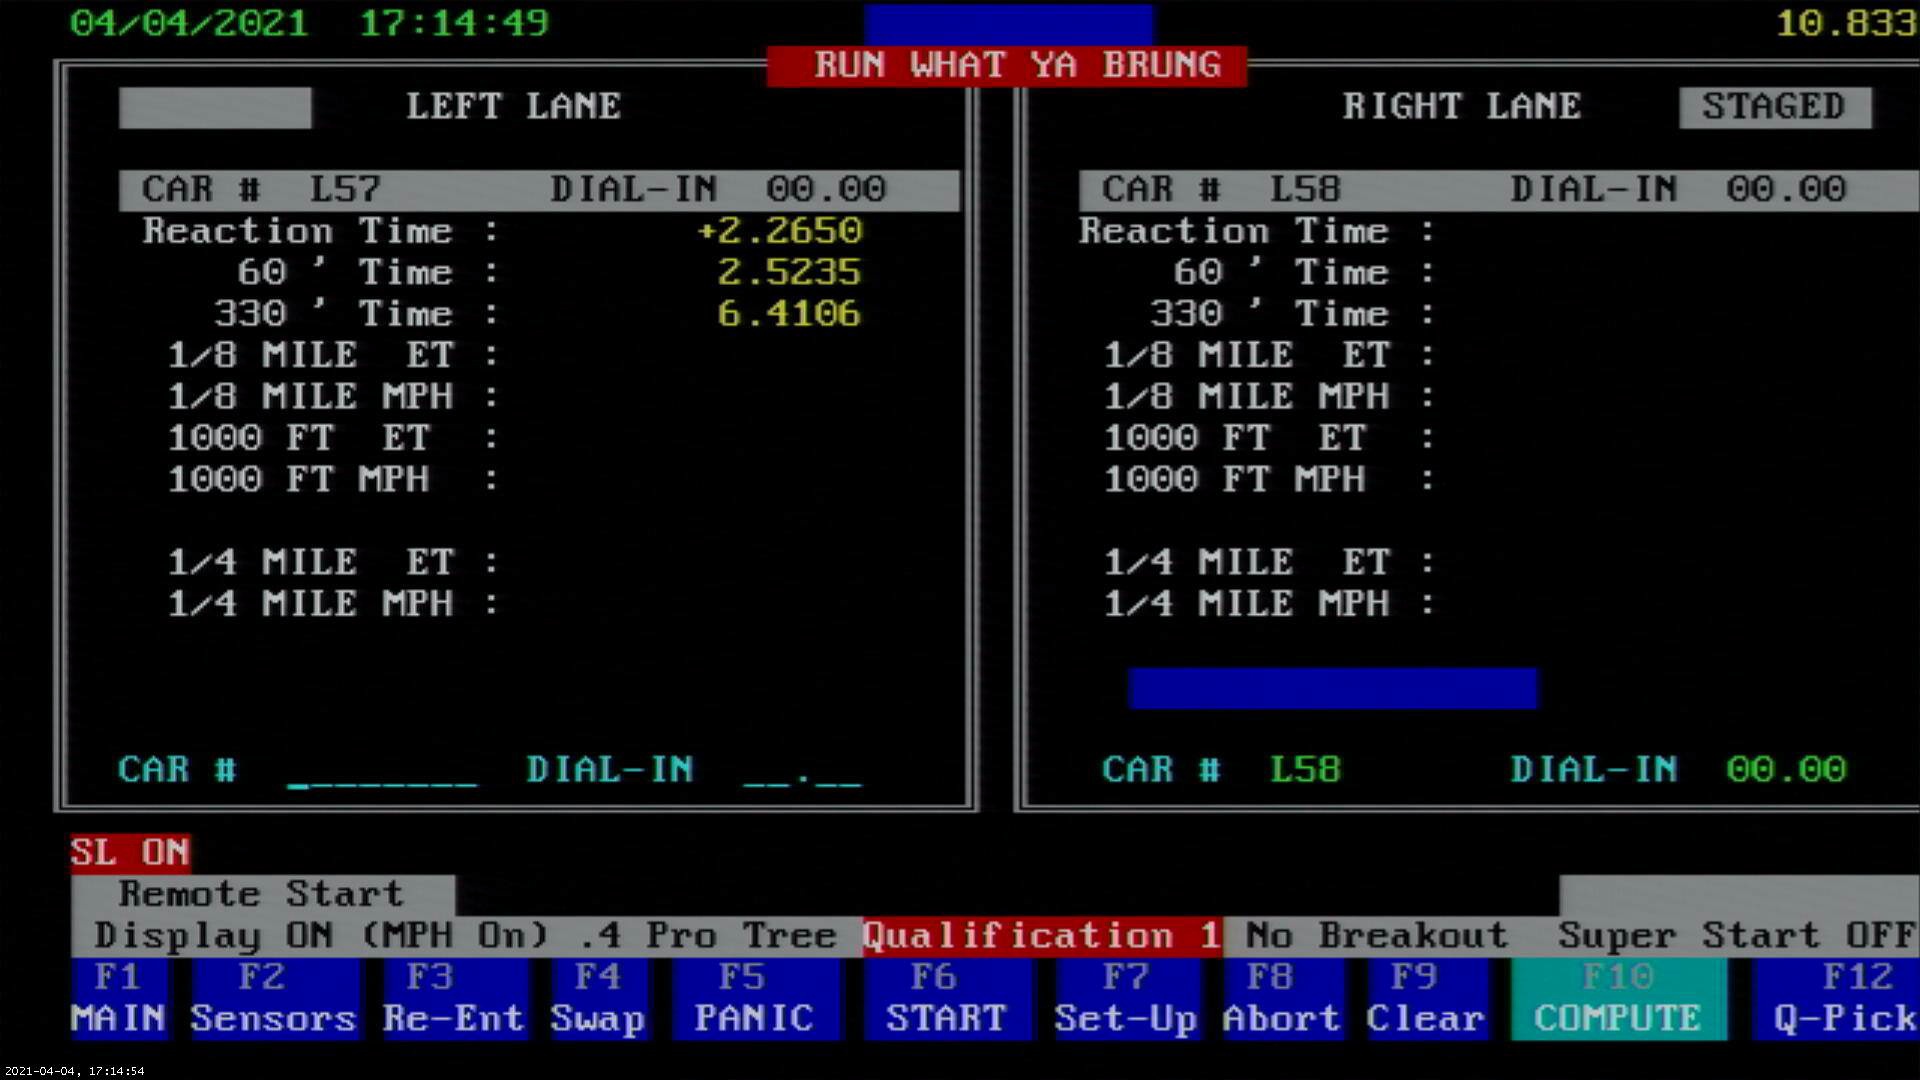 04/04/2021 17:14:49 10.833
RUN WHAT YA BRUNG
LEFT LANE
CAR # L57 DIAL-IN 00.00
Reaction Time : +2.2650
60 ' Time : 2.5235
330 ' Time : 6.4106
1/8 MILE ET :
1/8 MILE MPH :
1000 FT ET :
1000 FT MPH :
1/4 MILE ET :
1/4 MILE MPH :
CAR # _______ DIAL-IN __.__
RIGHT LANE STAGED
CAR # L58 DIAL-IN 00.00
Reaction Time :
60 ' Time :
330 ' Time :
1/8 MILE ET :
1/8 MILE MPH :
1000 FT ET :
1000 FT MPH :
1/4 MILE ET :
1/4 MILE MPH :
CAR # L58 DIAL-IN 00.00
SL ON
Remote Start
Display ON (MPH On) .4 Pro Tree Qualification 1 No Breakout Super Start OFF
F1 F2 F3 F4 F5 F6 F7 F8 F9 F10 F12
MAIN Sensors Re-Ent Swap PANIC START Set-Up Abort Clear COMPUTE Q-Pick
2021-04-04, 17:14:54